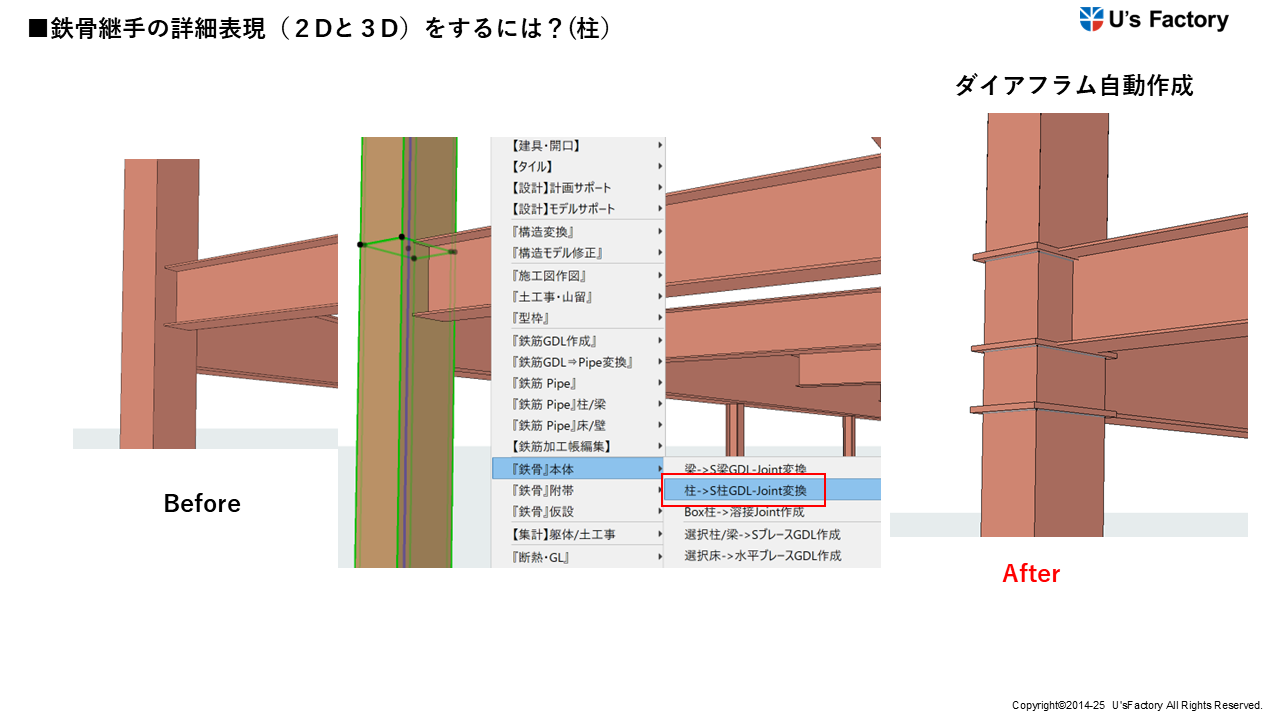 ■鉄骨継手の詳細表現（２Dと３D）をするには？(柱）
U's Factory
ダイアフラム自動作成
【建具・開口】
【タイル】
【設計】計画サポート
【設計】モデルサポート
『構造変換』
『構造モデル修正』
『施工図作図』
『土工事・山留』
『型枠』
『鉄筋GDL作成』
『鉄筋GDL⇒Pipe変換』
『鉄筋 Pipe』
『鉄筋 Pipe』柱/梁
『鉄筋 Pipe』床/壁
【鉄筋加工帳編集】
『鉄骨』本体
『鉄骨』附帯
『鉄骨』仮設
【集計】躯体/土工事
『断熱・GL』
梁->S梁GDL-Joint変換
柱->S柱GDL-Joint変換
Box柱->溶接Joint作成
選択柱/梁->SブレースGDL作成
選択床->水平ブレースGDL作成
Before
After
Copyright©2014-25 U'sFactory All Rights Reserved.